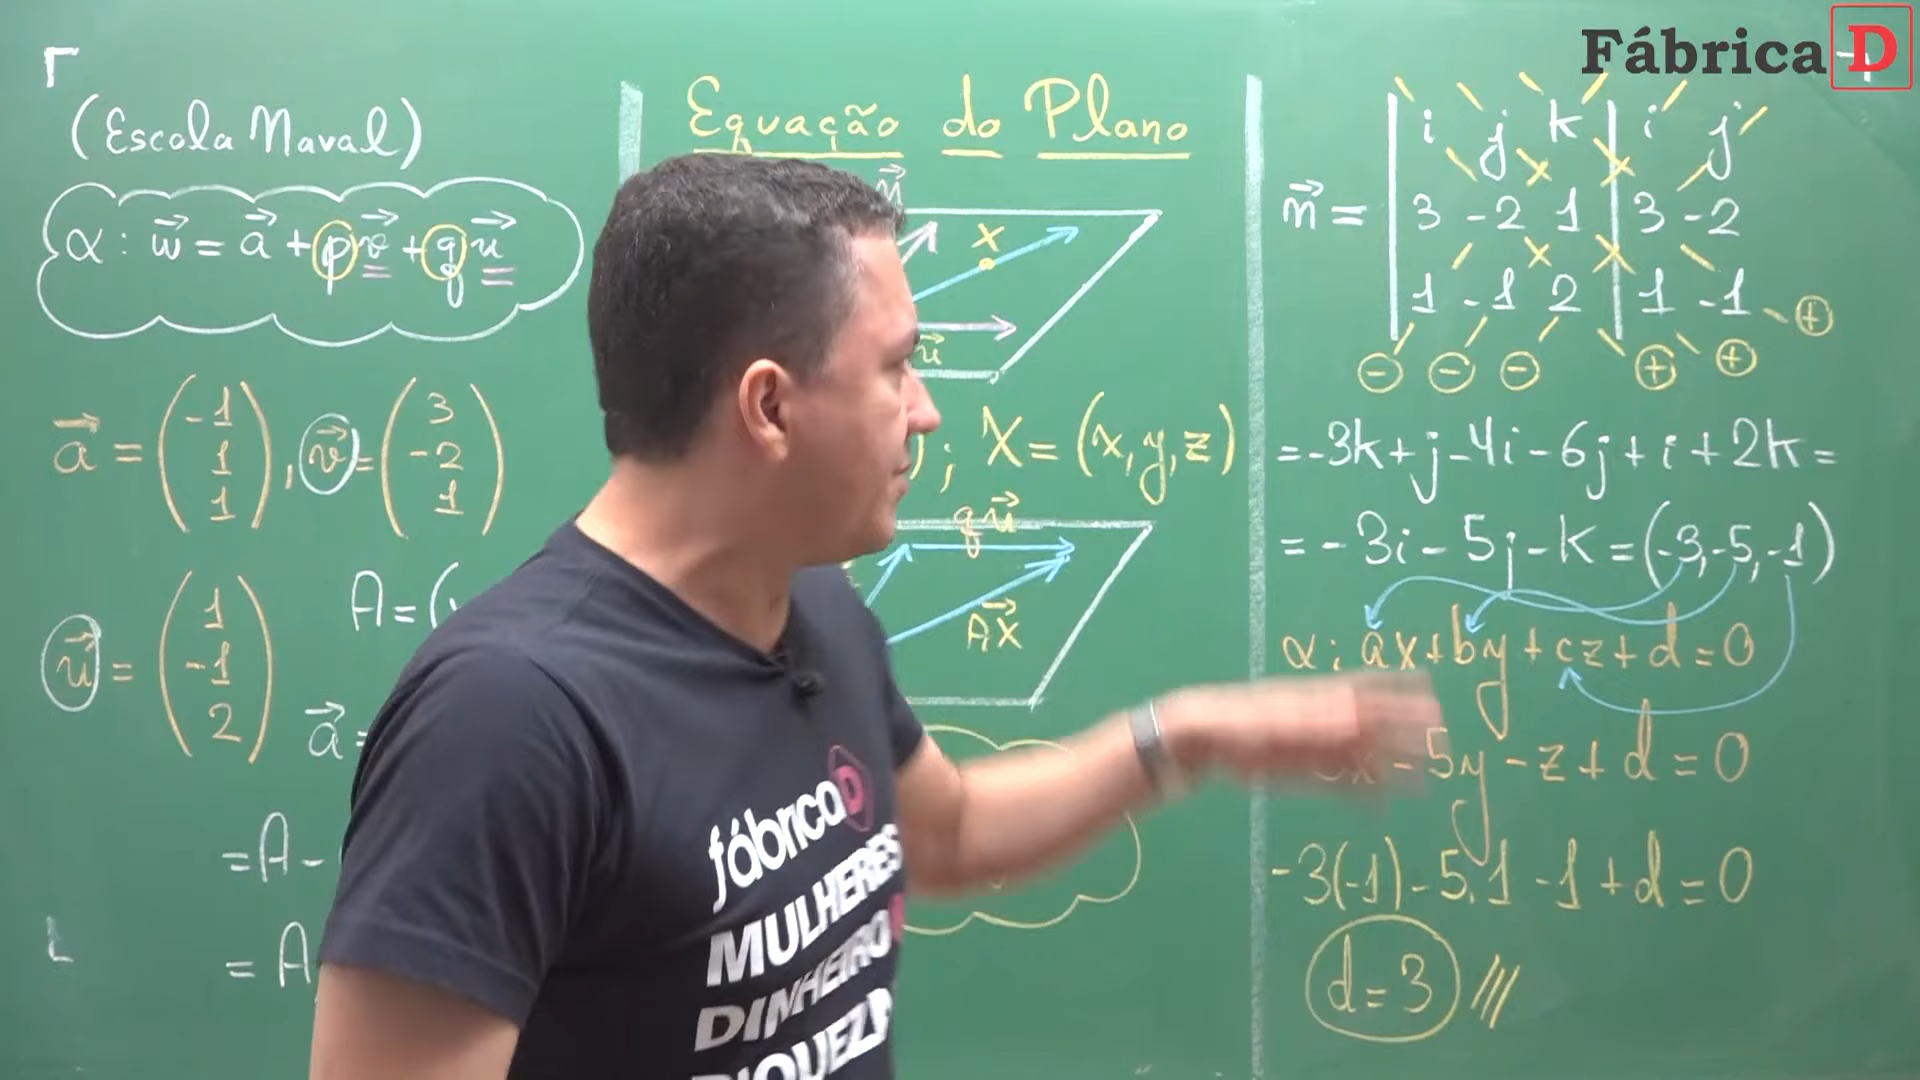 FábricaD
(Escola Naval)
α: w⃗ = a⃗ + pv⃗ + qu⃗
a⃗ = (-1 1 1), v⃗ = (3 -2 1)
u⃗ = (1 -1 2)
A = (
a⃗ =
= A -
= A
Equação do Plano
X
u⃗
; X = (x, y, z)
qu⃗
AX⃗
fábricaD
MULHERES
DINHEIRO
i j k i j
n⃗ = 3 -2 1 3 -2
1 -1 2 1 -1 +
- - - + +
= -3k + j - 4i - 6j + i + 2k =
= -3i - 5j - k = (-3, -5, -1)
α: ax + by + cz + d = 0
- 5y - z + d = 0
-3(-1) - 5.1 - 1 + d = 0
d = 3 ///